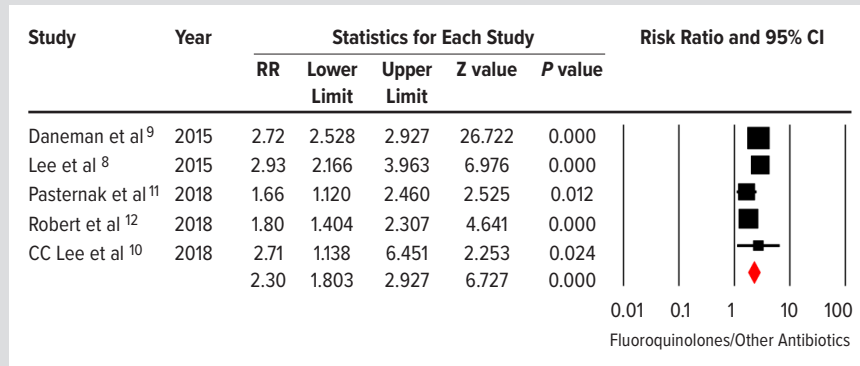 Study Year Statistics for Each Study Risk Ratio and 95% CI
RR Lower Limit Upper Limit Z value P value
Daneman et al 9 2015 2.72 2.528 2.927 26.722 0.000
Lee et al 8 2015 2.93 2.166 3.963 6.976 0.000
Pasternak et al 11 2018 1.66 1.120 2.460 2.525 0.012
Robert et al 12 2018 1.80 1.404 2.307 4.641 0.000
CC Lee et al 10 2018 2.71 1.138 6.451 2.253 0.024
2.30 1.803 2.927 6.727 0.000
0.01 0.1 1 10 100
Fluoroquinolones/Other Antibiotics